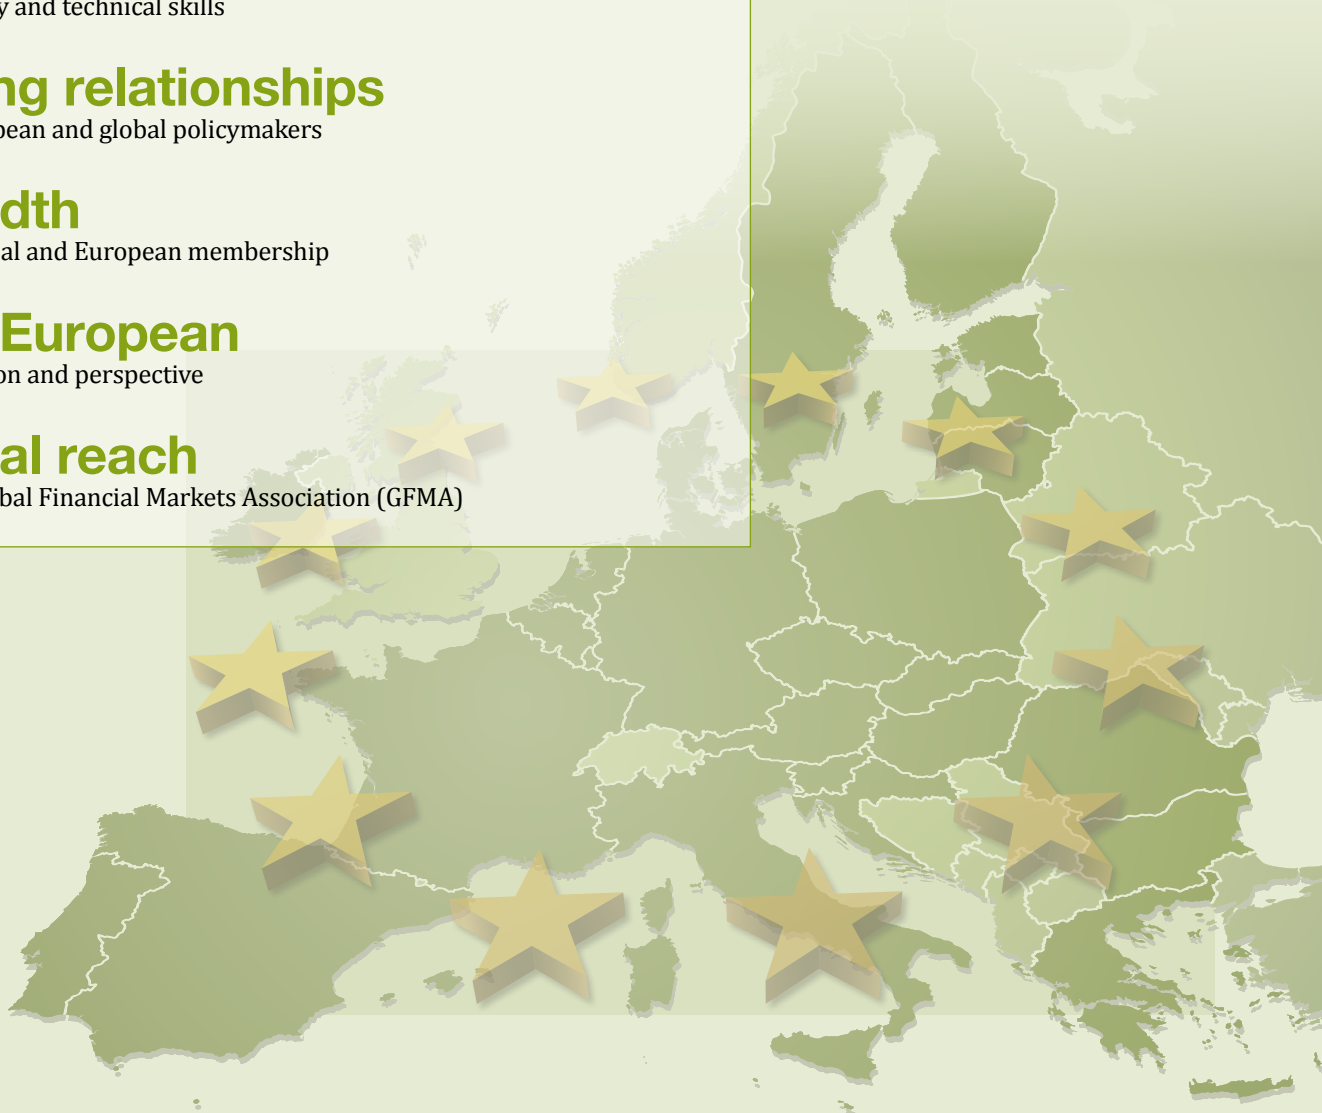 y and technical skills
ng relationships
pean and global policymakers
dth
al and European membership
European
on and perspective
al reach
bal Financial Markets Association (GFMA)